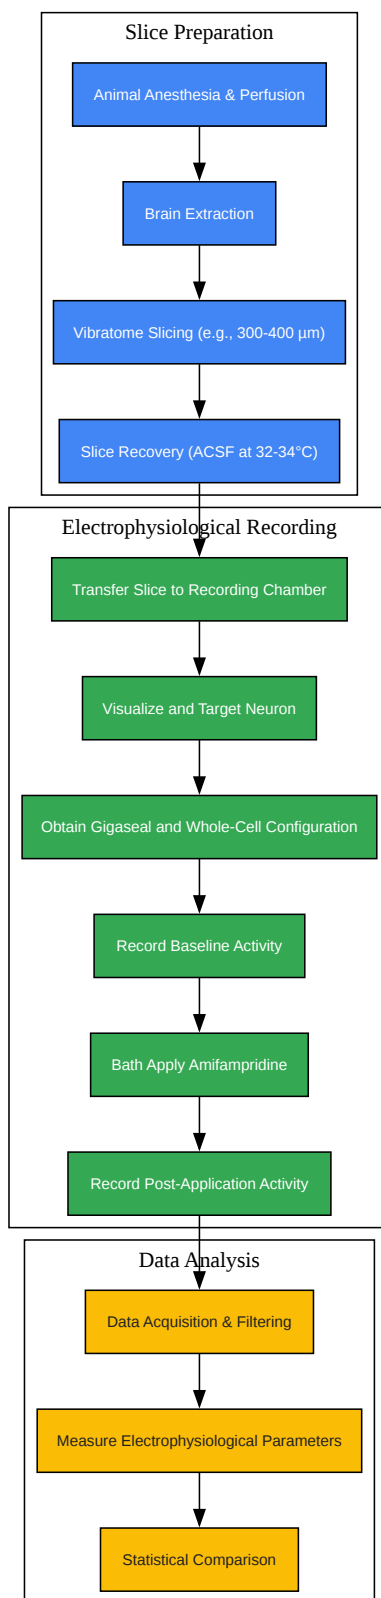 Slice Preparation
Animal Anesthesia & Perfusion
Brain Extraction
Vibratome Slicing (e.g., 300-400 µm)
Slice Recovery (ACSF at 32-34°C)
Electrophysiological Recording
Transfer Slice to Recording Chamber
Visualize and Target Neuron
Obtain Gigaseal and Whole-Cell Configuration
Record Baseline Activity
Bath Apply Amifampridine
Record Post-Application Activity
Data Analysis
Data Acquisition & Filtering
Measure Electrophysiological Parameters
Statistical Comparison